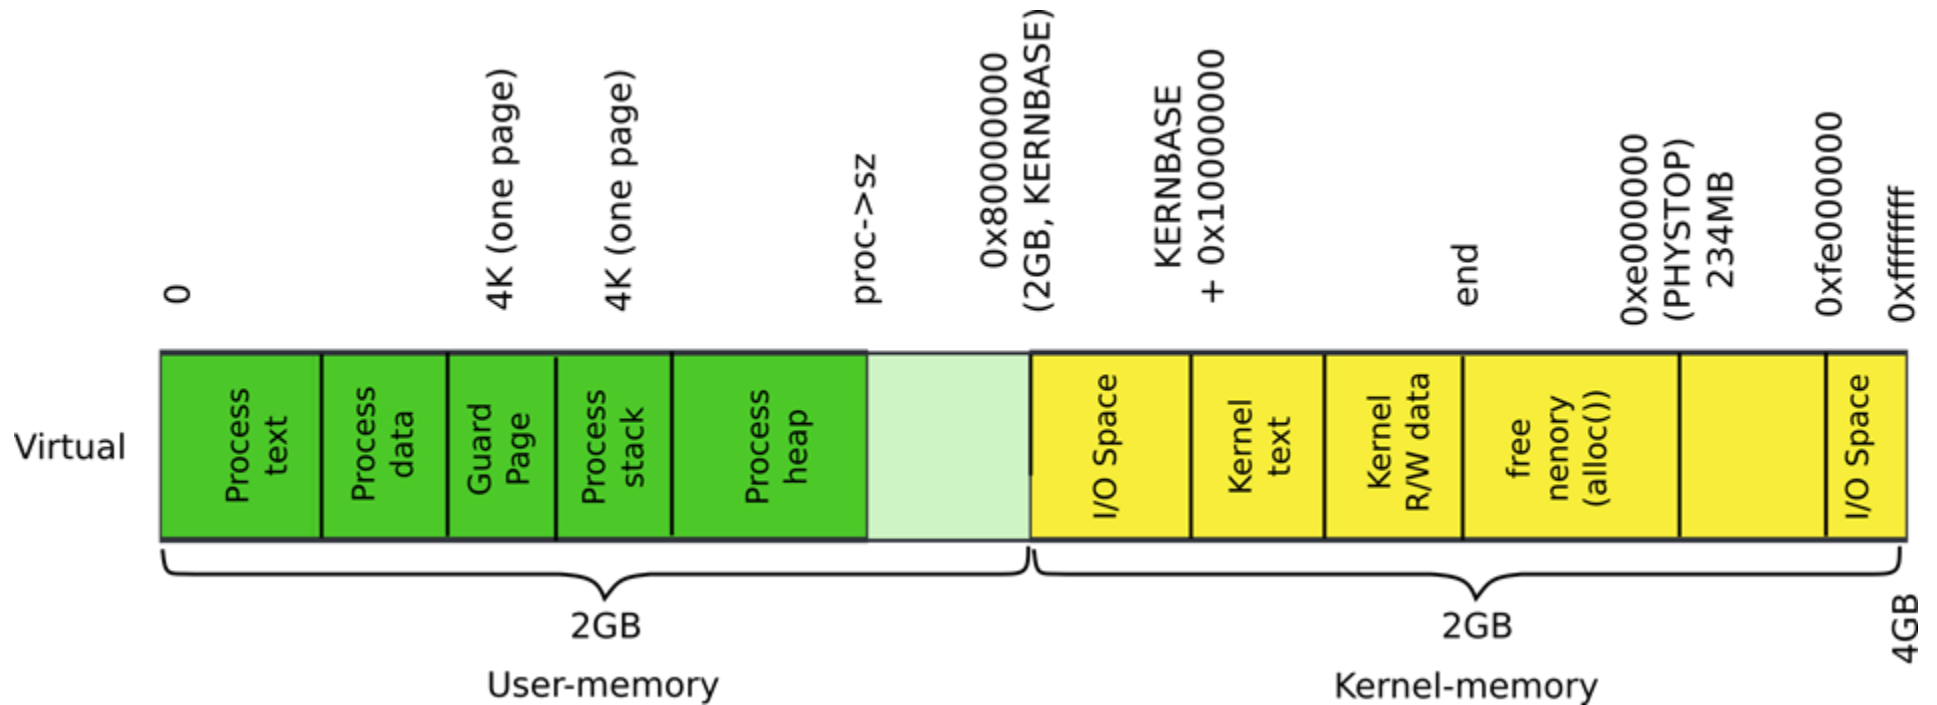 0
4K (one page)
4K (one page)
proc->sz
0x80000000
(2GB, KERNBASE)
KERNBASE
+ 0x10000000
end
0xe000000
(PHYSTOP)
234MB
0xfe000000
0xffffffff
Virtual
Process
text
Process
data
Guard
Page
Process
stack
Process
heap
I/O Space
Kernel
text
Kernel
R/W data
free
nenory
(alloc())
I/O Space
2GB
2GB
4GB
User-memory
Kernel-memory